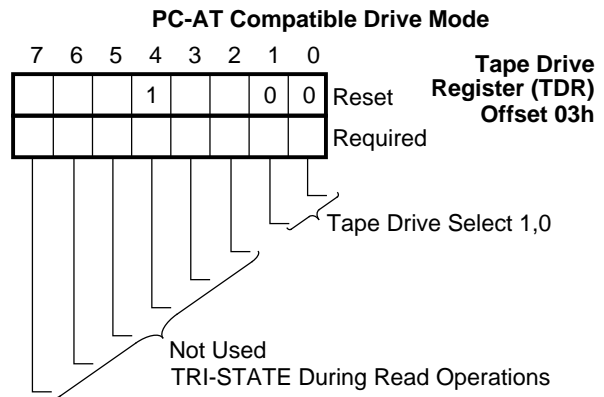 PC-AT Compatible Drive Mode
7 6 5 4 3 2 1 0
Tape Drive
Register (TDR)
Offset 03h
1 0 0 Reset
Required
Tape Drive Select 1,0
Not Used
TRI-STATE During Read Operations